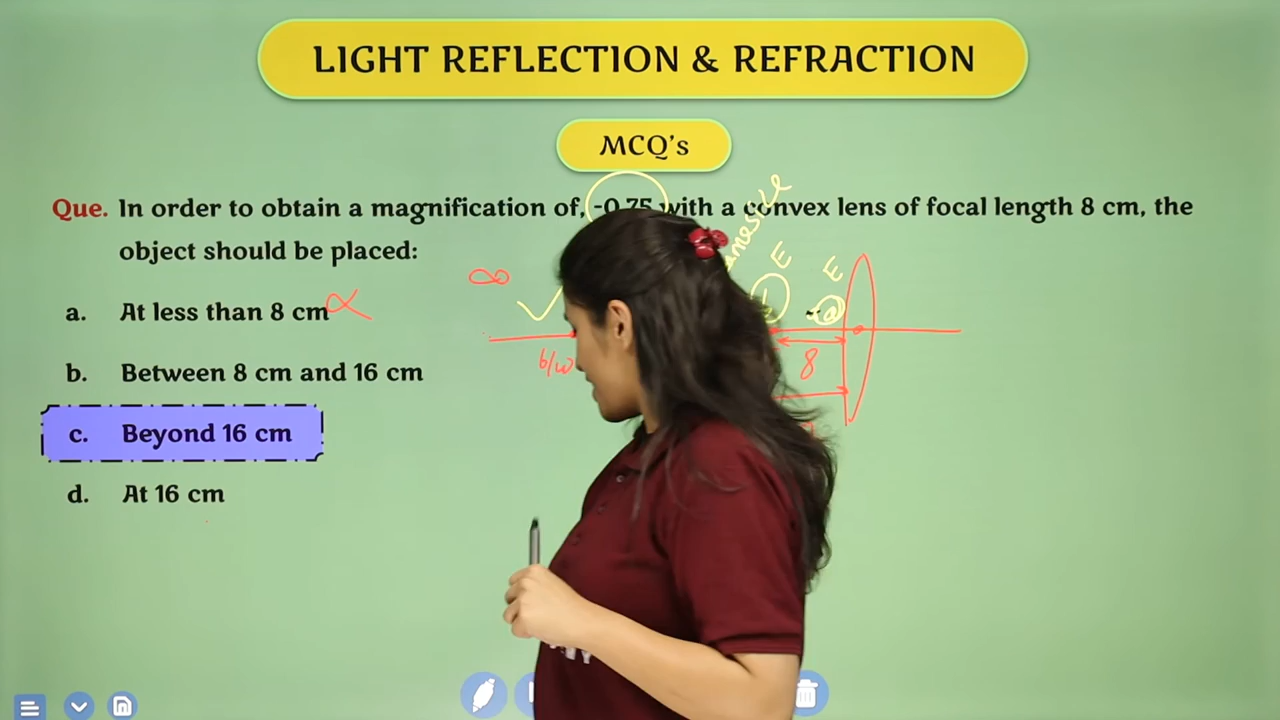 LIGHT REFLECTION & REFRACTION
MCQ's
Que. In order to obtain a magnification of, -0.75 with a convex lens of focal length 8 cm, the
object should be placed:
a. At less than 8 cm
b. Between 8 cm and 16 cm
c. Beyond 16 cm
d. At 16 cm
∞
E
E
a
b/w
8